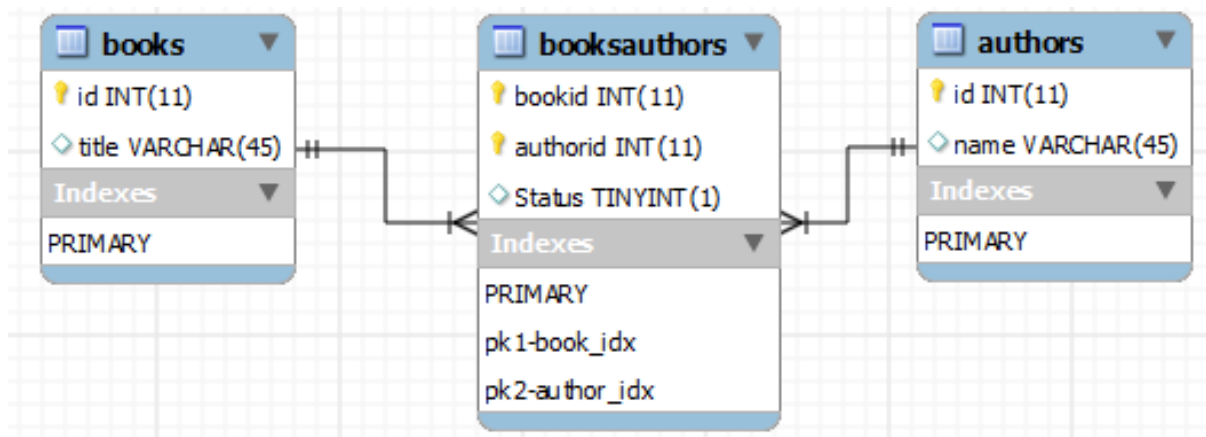 books
id INT(11)
title VARCHAR(45)
Indexes
PRIMARY
booksauthors
bookid INT(11)
authorid INT(11)
Status TINYINT(1)
Indexes
PRIMARY
pk1-book_idx
pk2-author_idx
authors
id INT(11)
name VARCHAR(45)
Indexes
PRIMARY